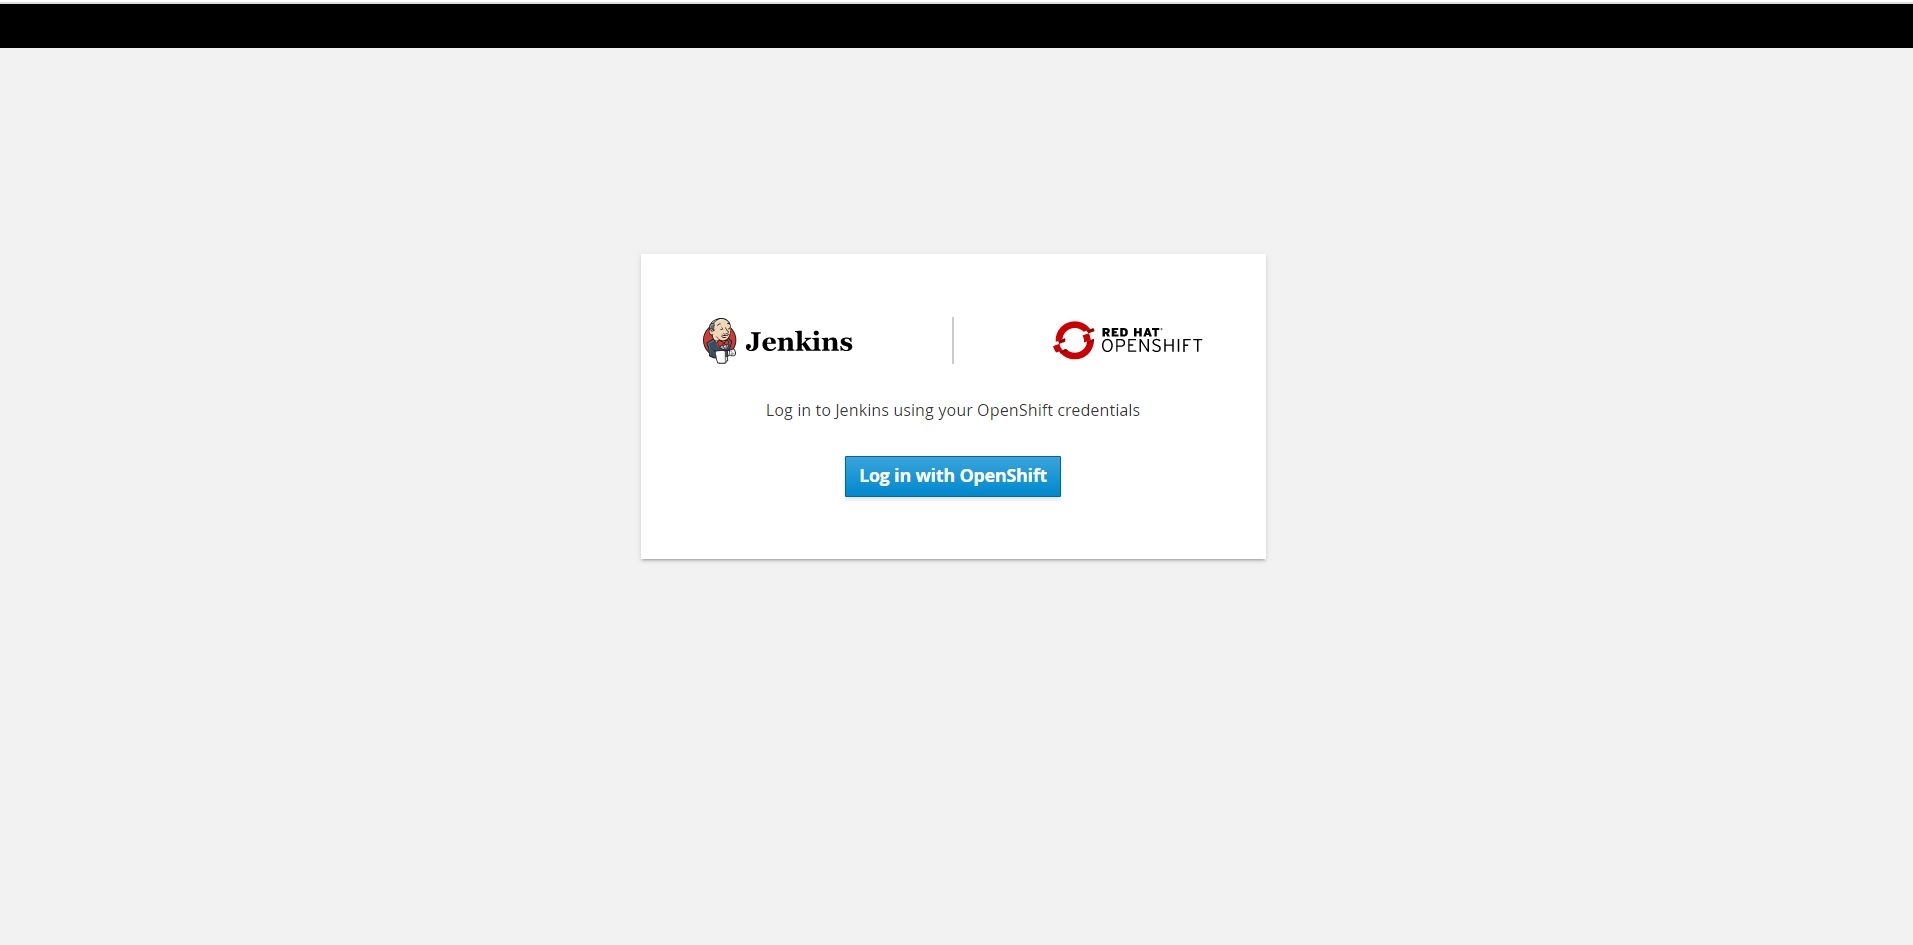 Jenkins
RED HAT
OPENSHIFT
Log in to Jenkins using your OpenShift credentials
Log in with OpenShift